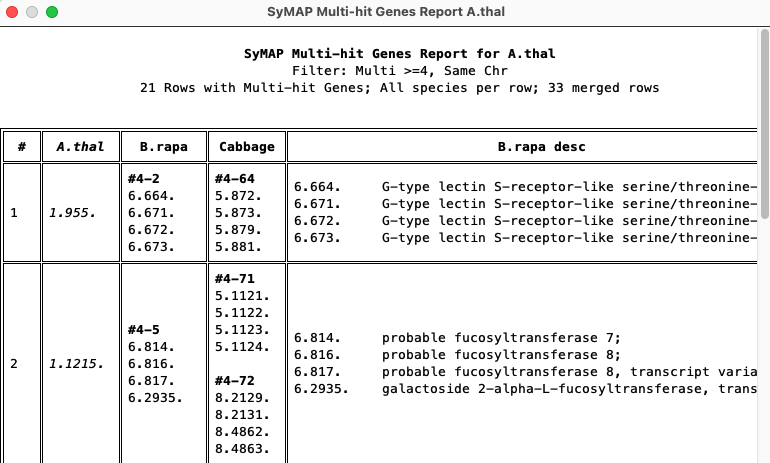 SyMAP Multi-hit Genes Report A.thal
SyMAP Multi-hit Genes Report for A.thal
Filter: Multi >=4, Same Chr
21 Rows with Multi-hit Genes; All species per row; 33 merged rows
# A.thal B.rapa Cabbage B.rapa desc
1
1.955.
#4-2
6.664.
6.671.
6.672.
6.673.
#4-64
5.872.
5.873.
5.879.
5.881.
6.664. G-type lectin S-receptor-like serine/threonine-
6.671. G-type lectin S-receptor-like serine/threonine-
6.672. G-type lectin S-receptor-like serine/threonine-
6.673. G-type lectin S-receptor-like serine/threonine-
2
1.1215.
#4-5
6.814.
6.816.
6.817.
6.2935.
#4-71
5.1121.
5.1122.
5.1123.
5.1124.
#4-72
8.2129.
8.2131.
8.4862.
8.4863.
6.814. probable fucosyltransferase 7;
6.816. probable fucosyltransferase 8;
6.817. probable fucosyltransferase 8, transcript varia
6.2935. galactoside 2-alpha-L-fucosyltransferase, trans